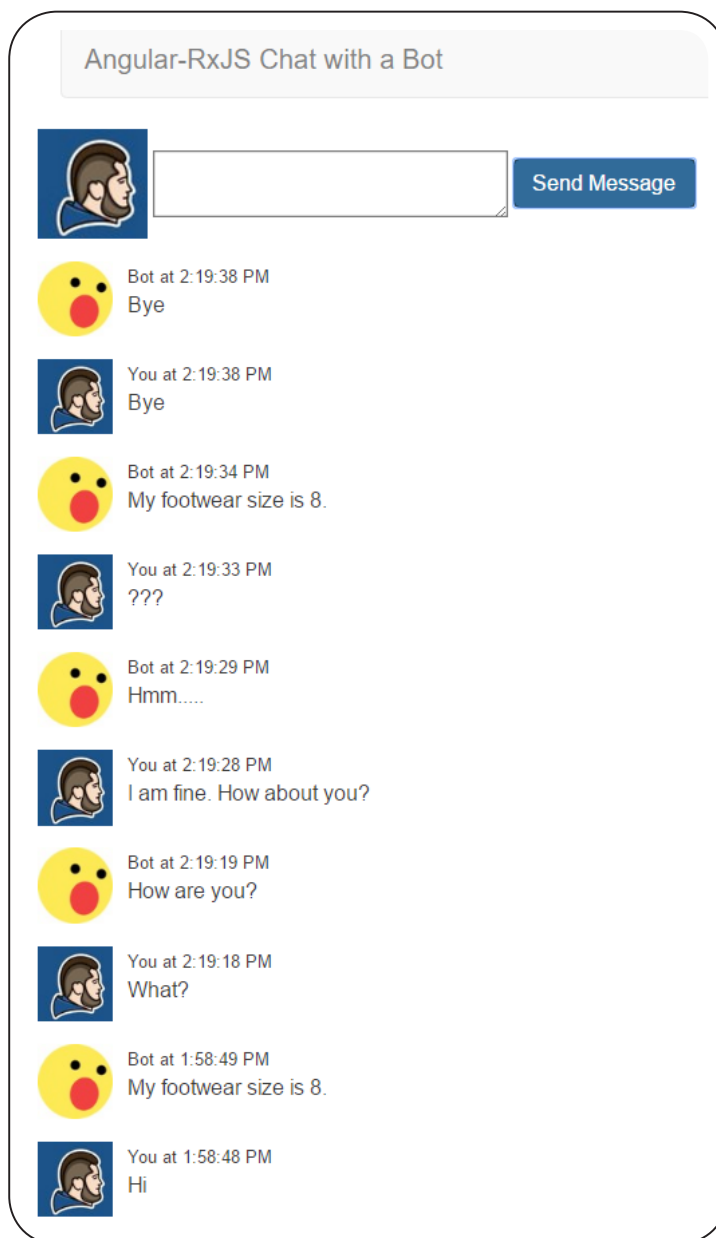 Angular-RxJS Chat with a Bot
Send Message
Bot at 2:19:38 PM
Bye
You at 2:19:38 PM
Bye
Bot at 2:19:34 PM
My footwear size is 8.
You at 2:19:33 PM
???
Bot at 2:19:29 PM
Hmm.....
You at 2:19:28 PM
I am fine. How about you?
Bot at 2:19:19 PM
How are you?
You at 2:19:18 PM
What?
Bot at 1:58:49 PM
My footwear size is 8.
You at 1:58:48 PM
Hi